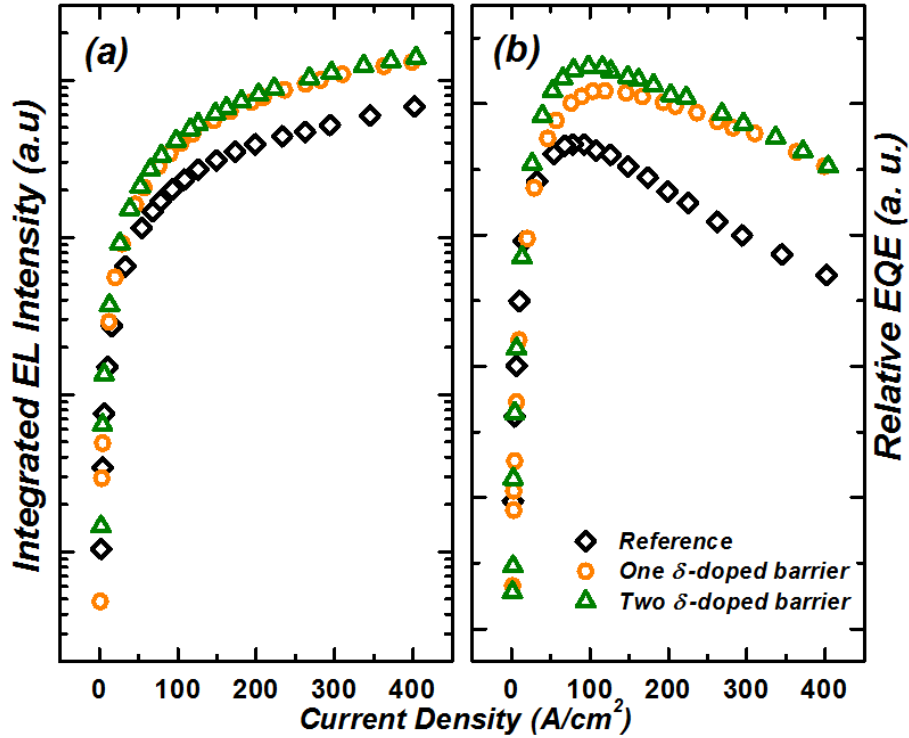 (a)
(b)
Integrated EL Intensity (a.u)
Relative EQE (a. u.)
Reference
One δ-doped barrier
Two δ-doped barrier
0 100 200 300 400 0 100 200 300 400
Current Density (A/cm²)